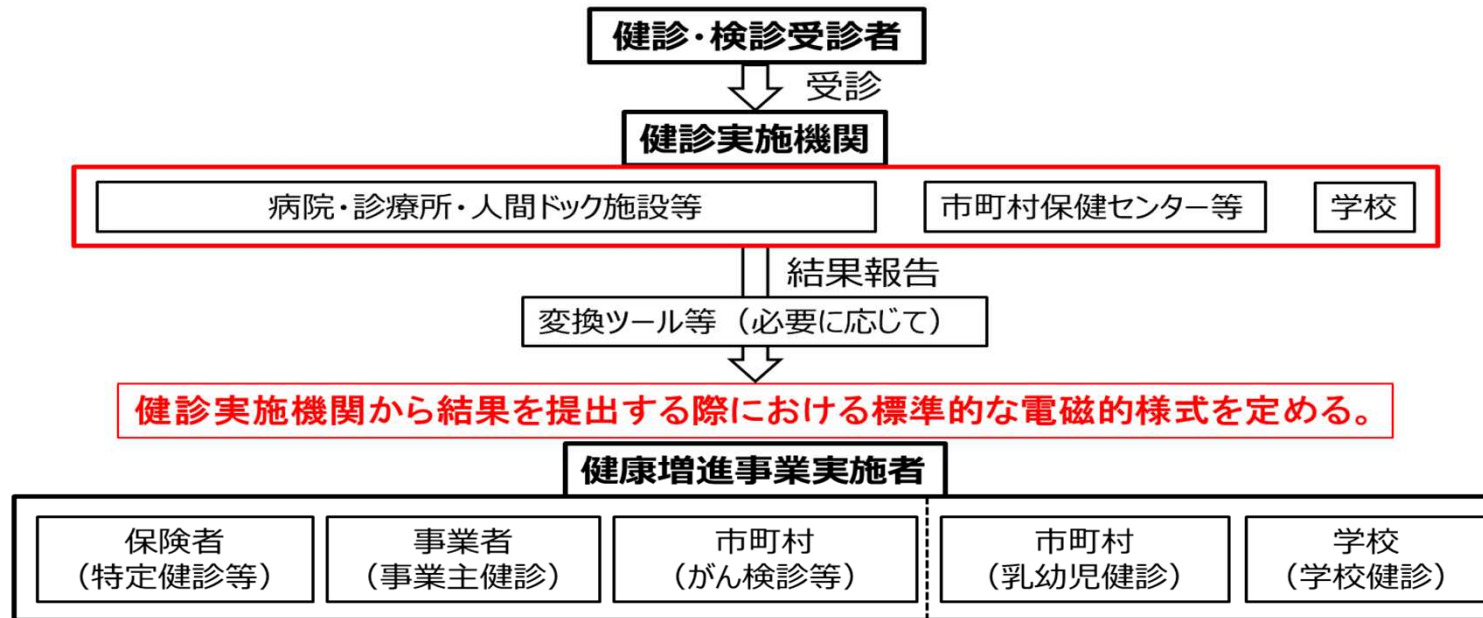 健診・検診受診者
受診
健診実施機関
病院・診療所・人間ドック施設等 市町村保健センター等 学校
結果報告
変換ツール等（必要に応じて）
健診実施機関から結果を提出する際における標準的な電磁的様式を定める。
健康増進事業実施者
保険者
（特定健診等）
事業者
（事業主健診）
市町村
（がん検診等）
市町村
（乳幼児健診）
学校
（学校健診）